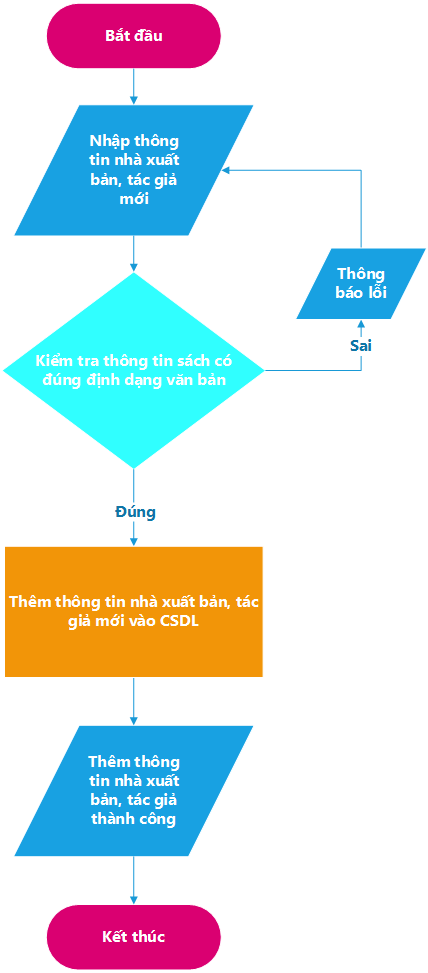 Bắt đầu
Nhập thông
tin nhà xuất
bản, tác giả
mới
Thông
báo lỗi
Sai
Kiểm tra thông tin sách có
đúng định dạng văn bản
Đúng
Thêm thông tin nhà xuất bản, tác
giả mới vào CSDL
Thêm thông
tin nhà xuất
bản, tác giả
thành công
Kết thúc